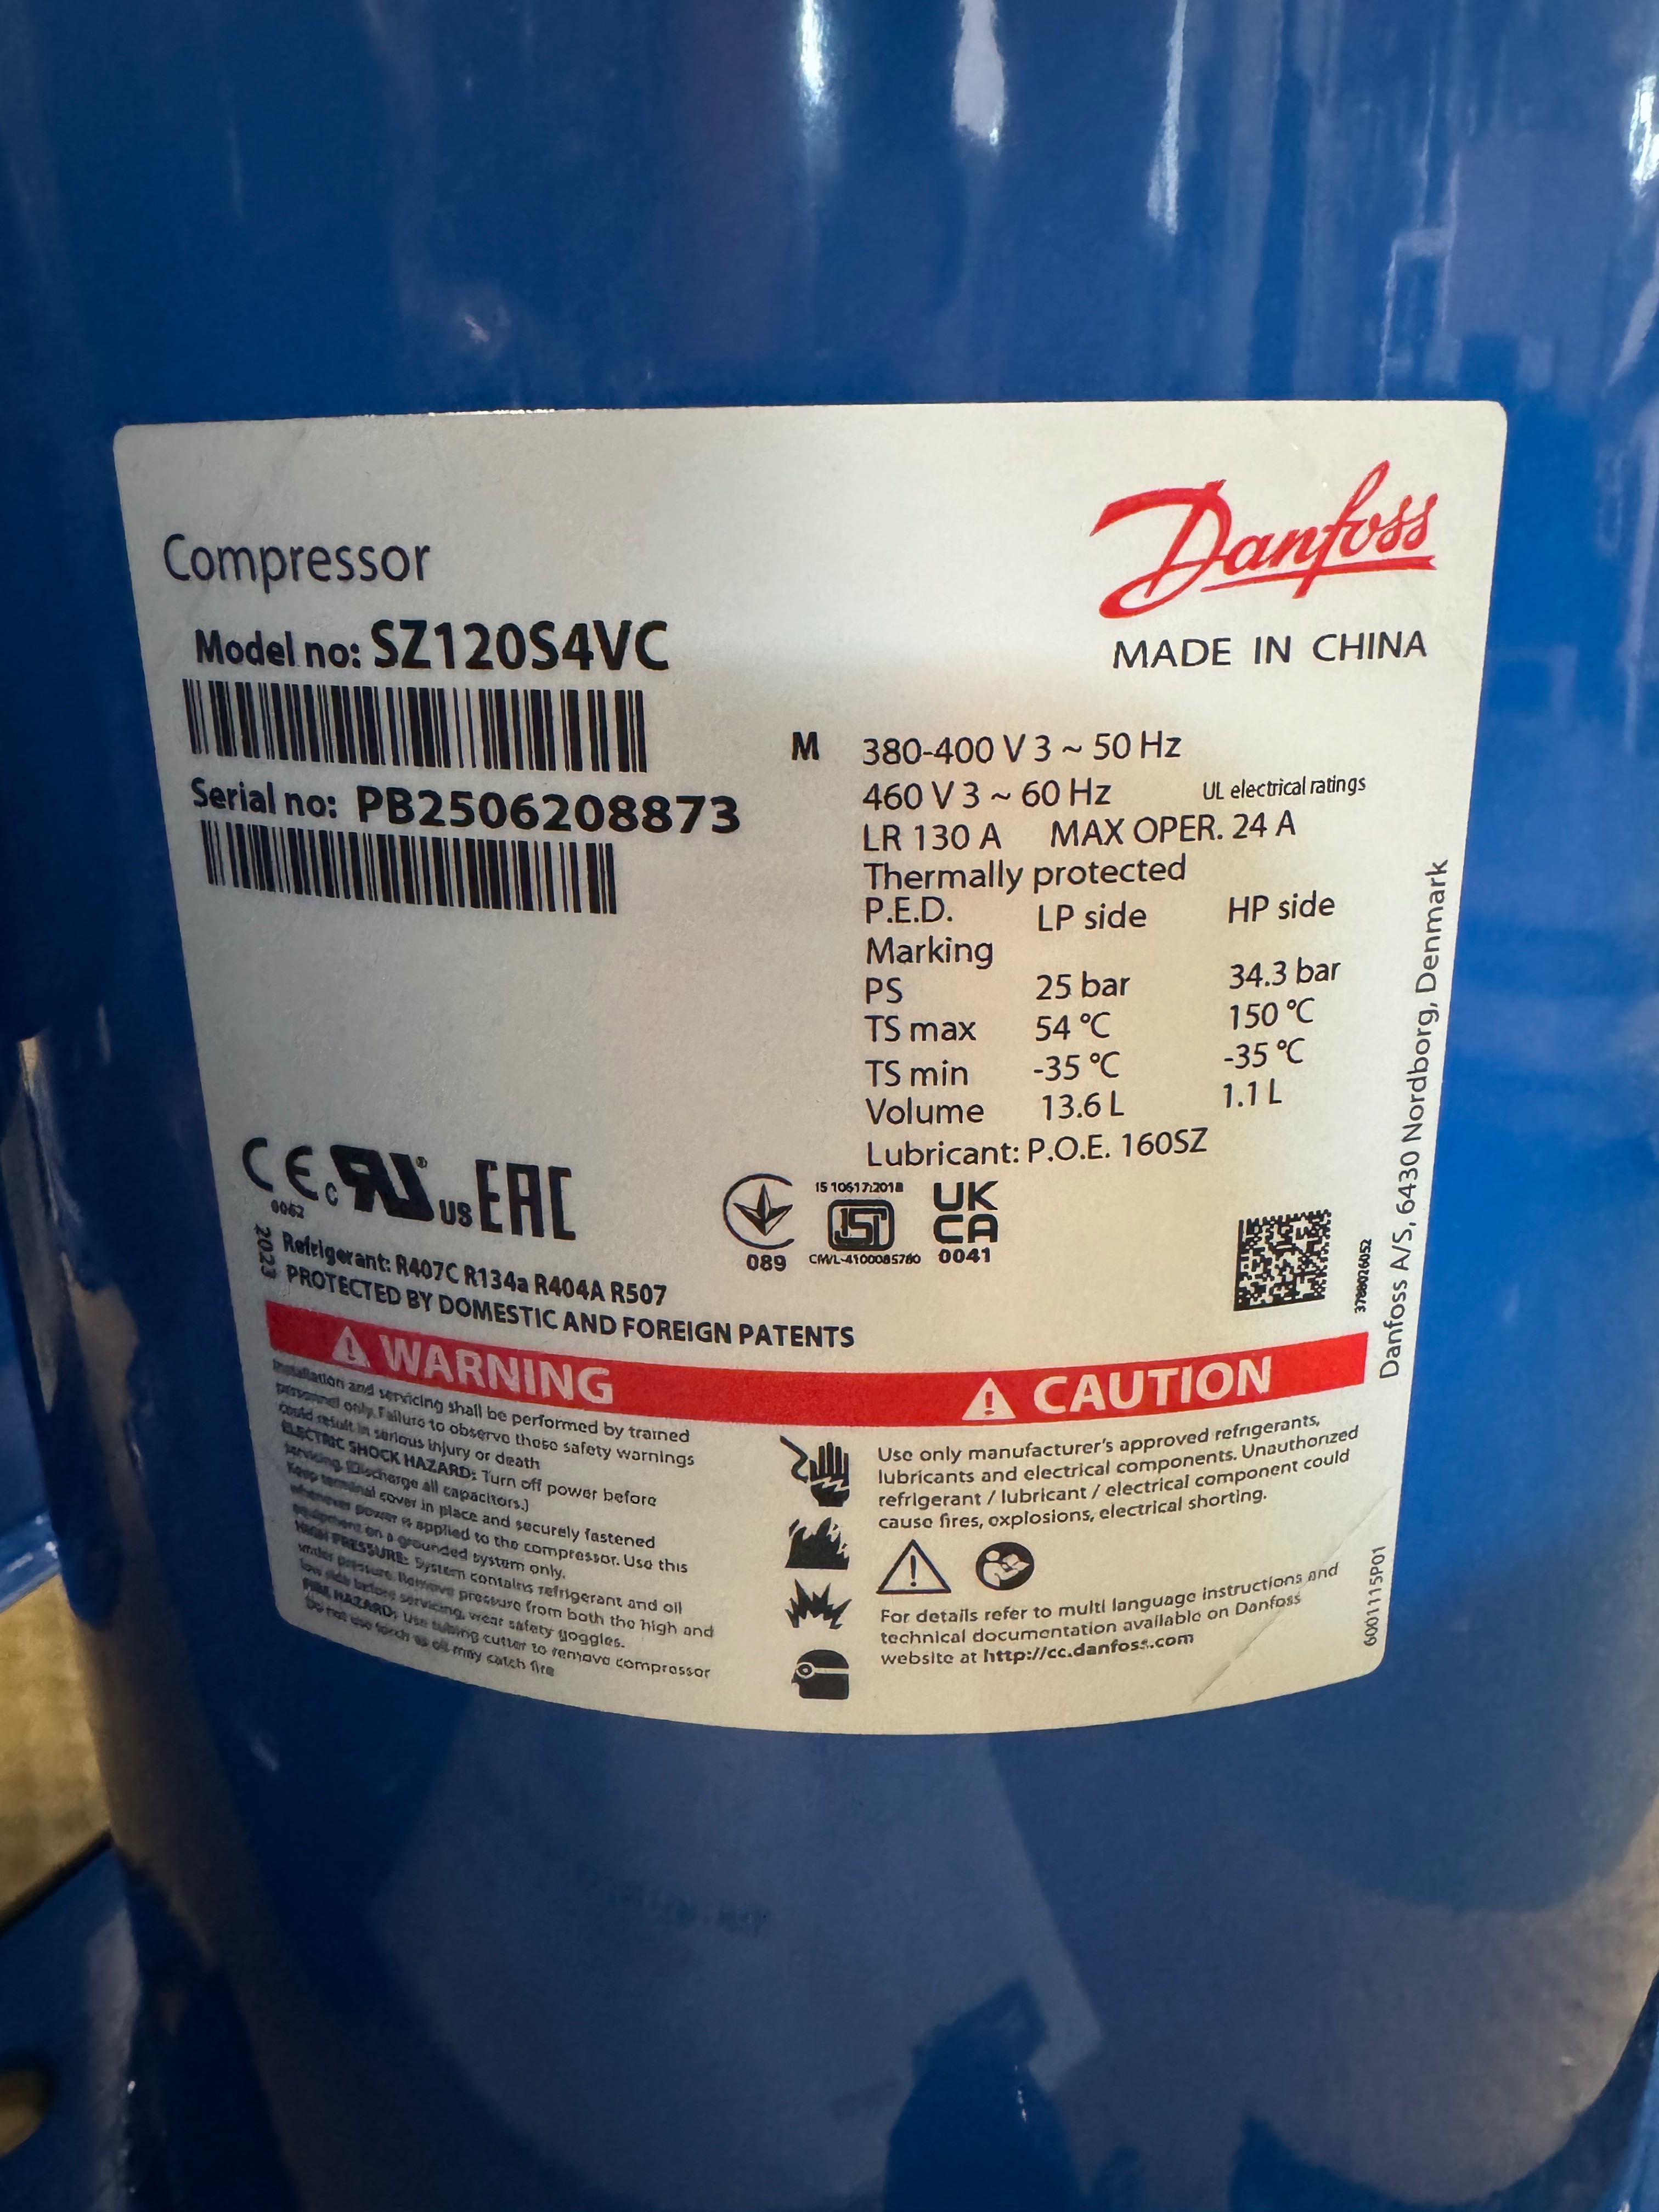 Compressor
Danfoss
MADE IN CHINA
Model no: SZ120S4VC
Serial no: PB2506208873
M 380-400 V 3 ~ 50 Hz
460 V 3 ~ 60 Hz UL electrical ratings
LR 130 A MAX OPER. 24 A
Thermally protected
P.E.D. LP side HP side
Marking
PS 25 bar 34.3 bar
TS max 54 °C 150 °C
TS min -35 °C -35 °C
Volume 13.6 L 1.1 L
Lubricant: P.O.E. 160SZ
CE 0062 c RU ® US EAC
089
IS 10617:2018
ISI
CM/L-4100085780
UK
CA
0041
2023
Refrigerant: R407C R134a R404A R507
PROTECTED BY DOMESTIC AND FOREIGN PATENTS
3788026052
Danfoss A/S, 6430 Nordborg, Denmark
WARNING
Installation and servicing shall be performed by trained
personnel only. Failure to observe these safety warnings
could result in serious injury or death
ELECTRIC SHOCK HAZARD: Turn off power before
servicing. (Discharge all capacitors.)
Keep terminal cover in place and securely fastened
whenever power is applied to the compressor. Use this
equipment on a grounded system only.
HIGH PRESSURE: System contains refrigerant and oil
under pressure. Remove pressure from both the high and
low side before servicing, wear safety goggles.
FIRE HAZARD: Use tubing cutter to remove compressor
Do not use torch as oil may catch fire
CAUTION
Use only manufacturer's approved refrigerants,
lubricants and electrical components. Unauthorized
refrigerant / lubricant / electrical component could
cause fires, explosions, electrical shorting.
For details refer to multi language instructions and
technical documentation available on Danfoss
website at http://cc.danfoss.com
6001115P01